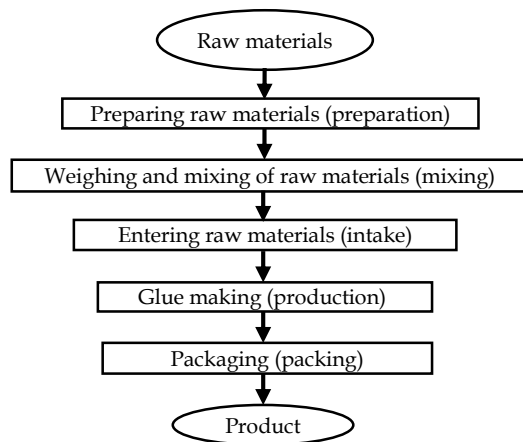 Raw materials
Preparing raw materials (preparation)
Weighing and mixing of raw materials (mixing)
Entering raw materials (intake)
Glue making (production)
Packaging (packing)
Product